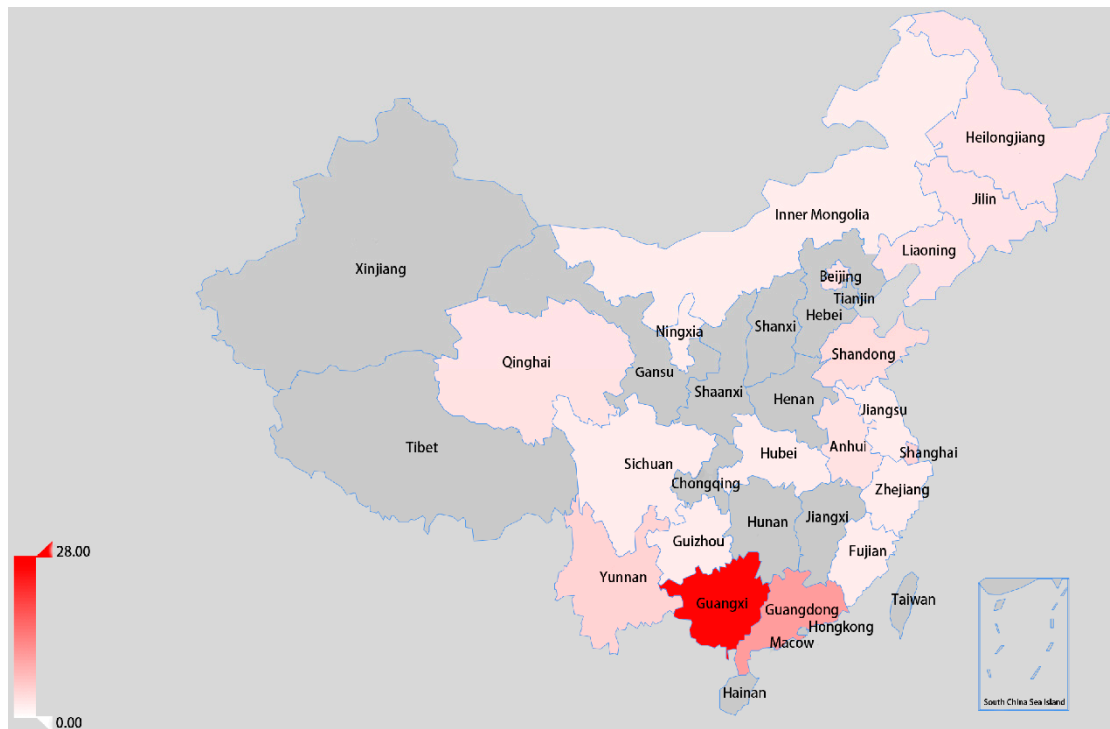 Heilongjiang
Jilin
Inner Mongolia
Liaoning
Xinjiang
Beijing
Tianjin
Hebei
Shanxi
Ningxia
Shandong
Qinghai
Gansu
Shaanxi
Henan
Jiangsu
Tibet
Anhui
Hubei
Shanghai
Sichuan
Chongqing
Zhejiang
Hunan
Jiangxi
Guizhou
Fujian
28.00
Yunnan
Taiwan
Guangxi
Guangdong
Hongkong
Macow
Hainan
South China Sea Island
0.00